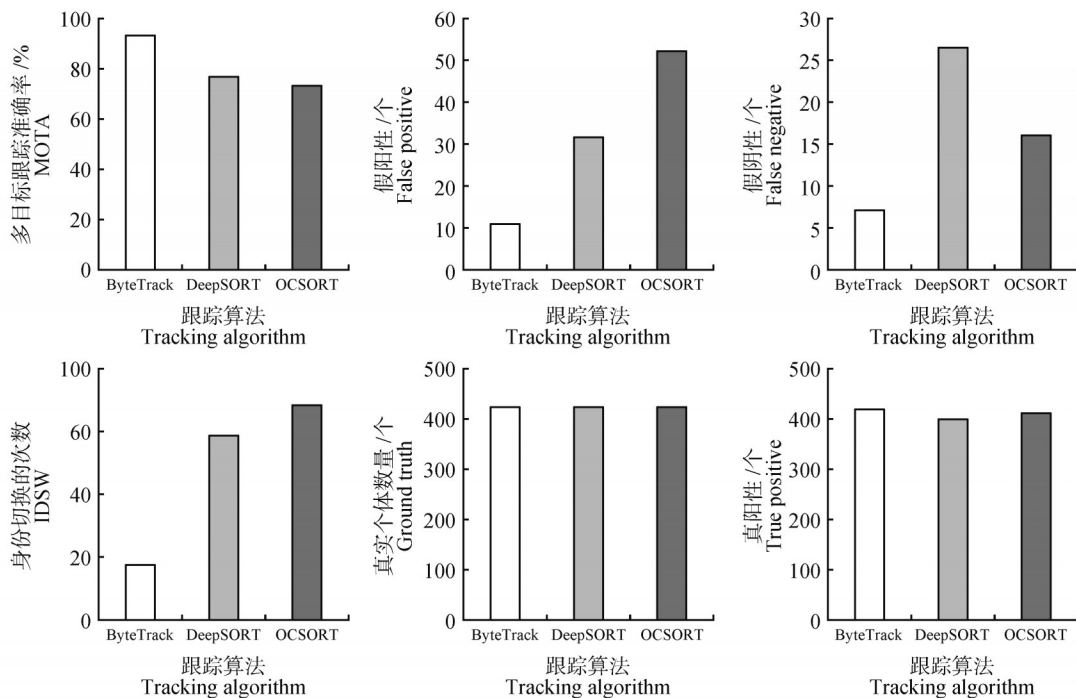 100
80
60
40
20
0
多目标跟踪准确率 /%
MOTA
ByteTrack DeepSORT OCSORT
跟踪算法
Tracking algorithm
60
50
40
30
20
10
0
假阳性 /个
False positive
ByteTrack DeepSORT OCSORT
跟踪算法
Tracking algorithm
30
25
20
15
10
5
0
假阴性 /个
False negative
ByteTrack DeepSORT OCSORT
跟踪算法
Tracking algorithm
100
60
40
20
0
身份切换的次数
IDSW
ByteTrack DeepSORT OCSORT
跟踪算法
Tracking algorithm
500
400
300
200
100
0
真实个体数量 /个
Ground truth
ByteTrack DeepSORT OCSORT
跟踪算法
Tracking algorithm
500
400
300
200
100
0
真阳性 /个
True positive
ByteTrack DeepSORT OCSORT
跟踪算法
Tracking algorithm